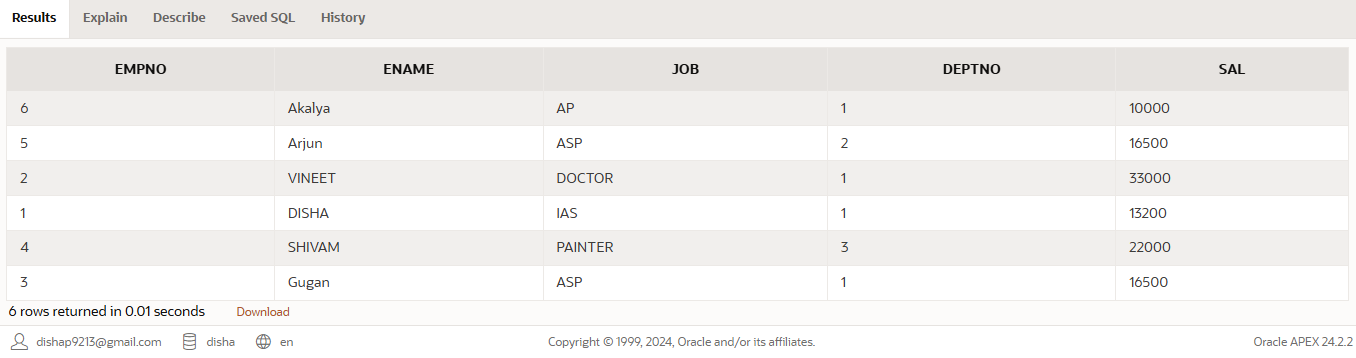 Results Explain Describe Saved SQL History
EMPNO ENAME JOB DEPTNO SAL
6 Akalya AP 1 10000
5 Arjun ASP 2 16500
2 VINEET DOCTOR 1 33000
1 DISHA IAS 1 13200
4 SHIVAM PAINTER 3 22000
3 Gugan ASP 1 16500
6 rows returned in 0.01 seconds Download
dishap9213@gmail.com disha en Copyright © 1999, 2024, Oracle and/or its affiliates. Oracle APEX 24.2.2